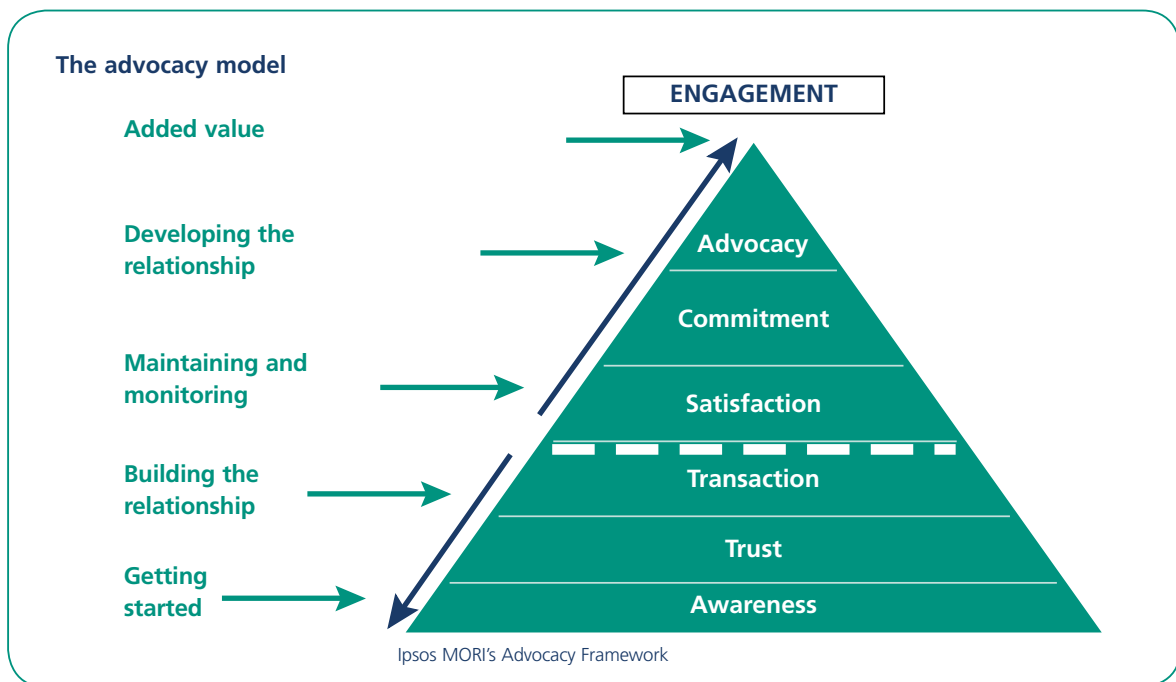 The advocacy model
ENGAGEMENT
Added value
Developing the
relationship
Advocacy
Commitment
Maintaining and
monitoring
Satisfaction
Building the
relationship
Transaction
Trust
Getting
started
Awareness
Ipsos MORI's Advocacy Framework